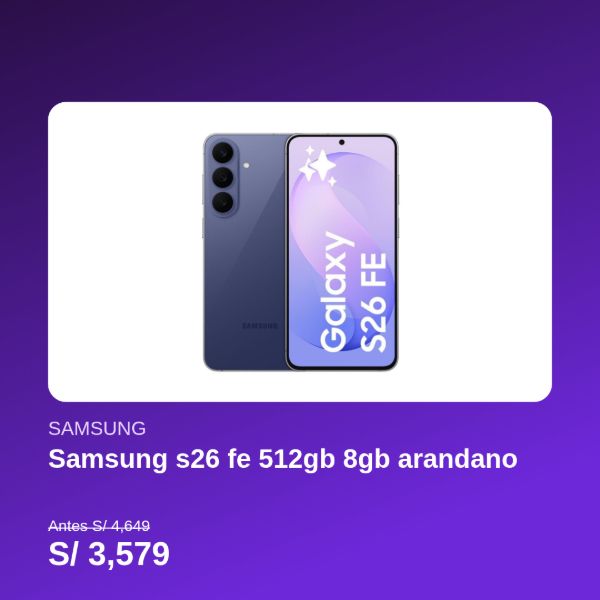 SAMSUNG
Galaxy
S26 FE
SAMSUNG
Samsung s26 fe 512gb 8gb arandano
Antes S/ 4,649
S/ 3,579